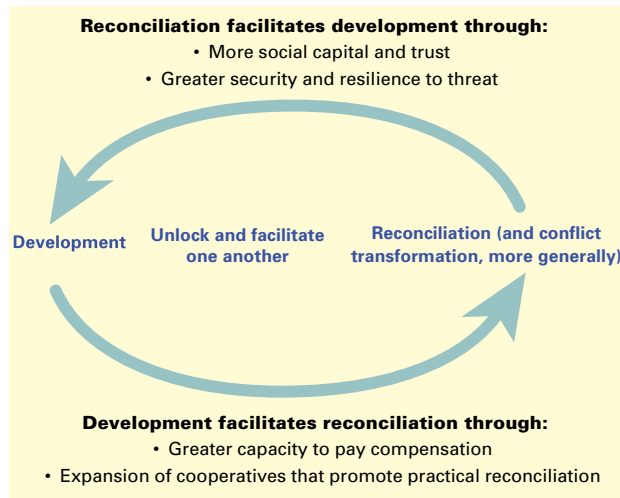 Reconciliation facilitates development through:
• More social capital and trust
• Greater security and resilience to threat
Development
Unlock and facilitate
one another
Reconciliation (and conflict
transformation, more generally)
Development facilitates reconciliation through:
• Greater capacity to pay compensation
• Expansion of cooperatives that promote practical reconciliation